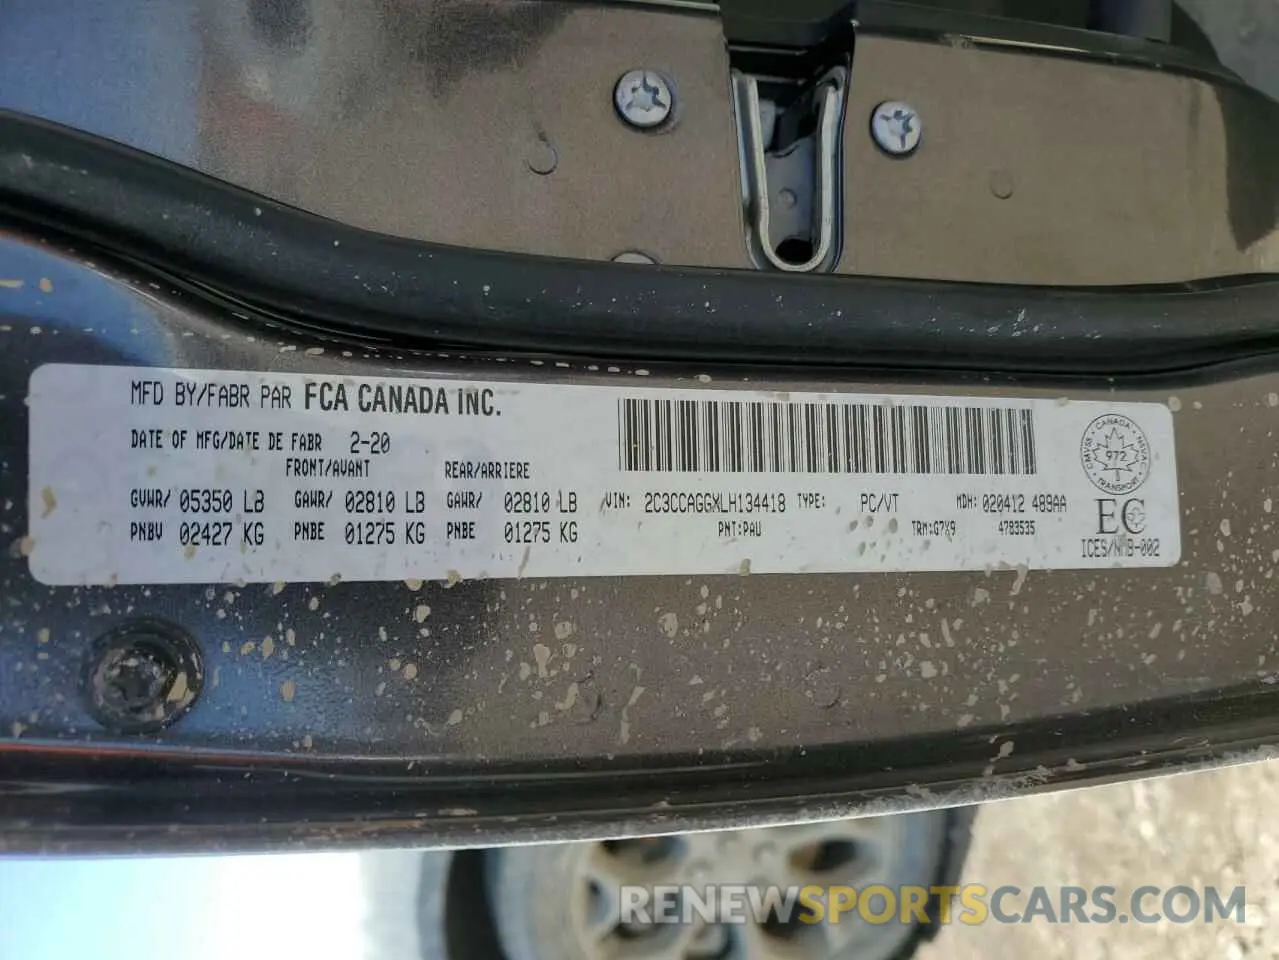 MFD BY/FABR PAR FCA CANADA INC.
DATE OF MFG/DATE DE FABR 2-20
FRONT/AVANT REAR/ARRIERE
GVWR/ 05350 LB GAWR/ 02810 LB GAWR/ 02810 LB
PNBV 02427 KG PNBE 01275 KG PNBE 01275 KG
VIN: 2C3CCAGGXLH134418 TYPE: PC/VT MDH: 020412 489AA
PNT:PAU TRM:G7X9 4783535
CANADA
CMVSS NSVAC
972
TRANSPORT
EC
ICES/NMB-002
RENEWSPORTSCARS.COM